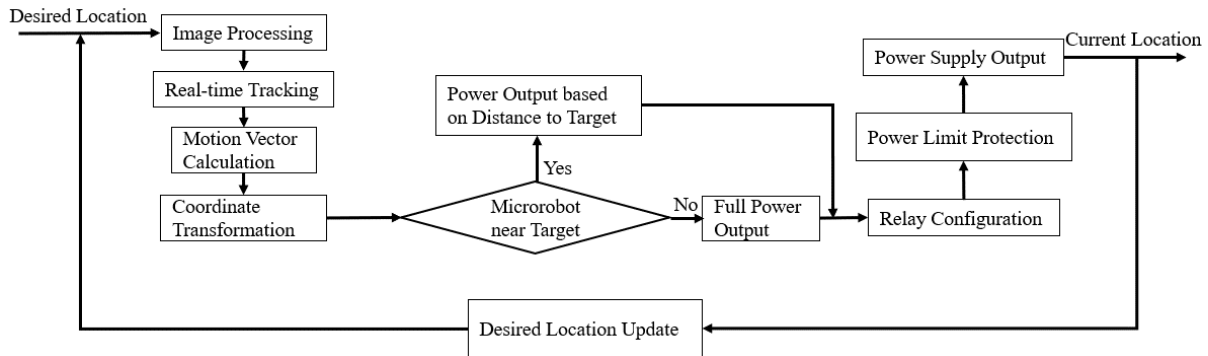 Desired Location
Image Processing
Real-time Tracking
Motion Vector
Calculation
Coordinate
Transformation
Microrobot
near Target
Yes
No
Power Output based
on Distance to Target
Full Power
Output
Relay Configuration
Power Limit Protection
Power Supply Output
Current Location
Desired Location Update